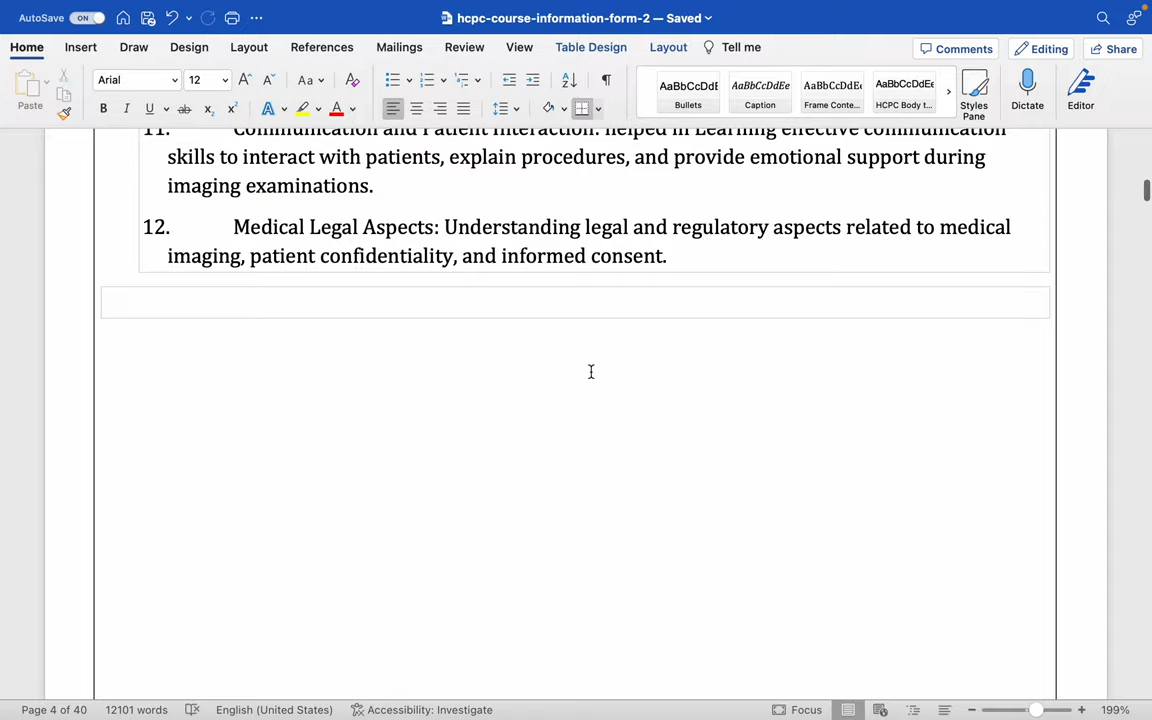 AutoSave ON hcpc-course-information-form-2 — Saved
Home Insert Draw Design Layout References Mailings Review View Table Design Layout Tell me Comments Editing Share
Paste Arial 12 Aa AaBbCcDdE AaBbCcDdEe AaBbCcDdEe AaBbCcDdEe
Bullets Caption Frame Conte... HCPC Body t... Styles Pane Dictate Editor
11. Communication and Patient Interaction: helped in Learning effective communication
skills to interact with patients, explain procedures, and provide emotional support during
imaging examinations.
12. Medical Legal Aspects: Understanding legal and regulatory aspects related to medical
imaging, patient confidentiality, and informed consent.
Page 4 of 40 12101 words English (United States) Accessibility: Investigate Focus 199%